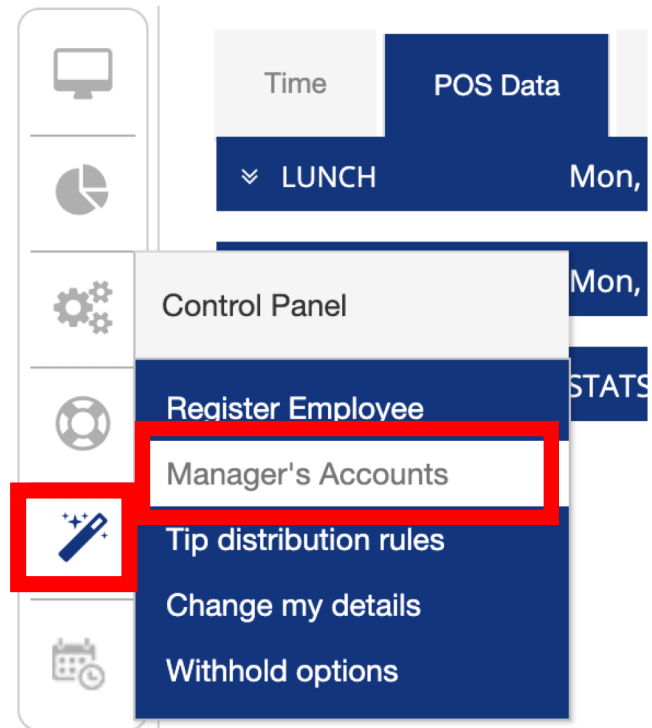 Time
POS Data
LUNCH
Mon,
Mon,
Control Panel
STATS
Register Employee
Manager's Accounts
Tip distribution rules
Change my details
Withhold options